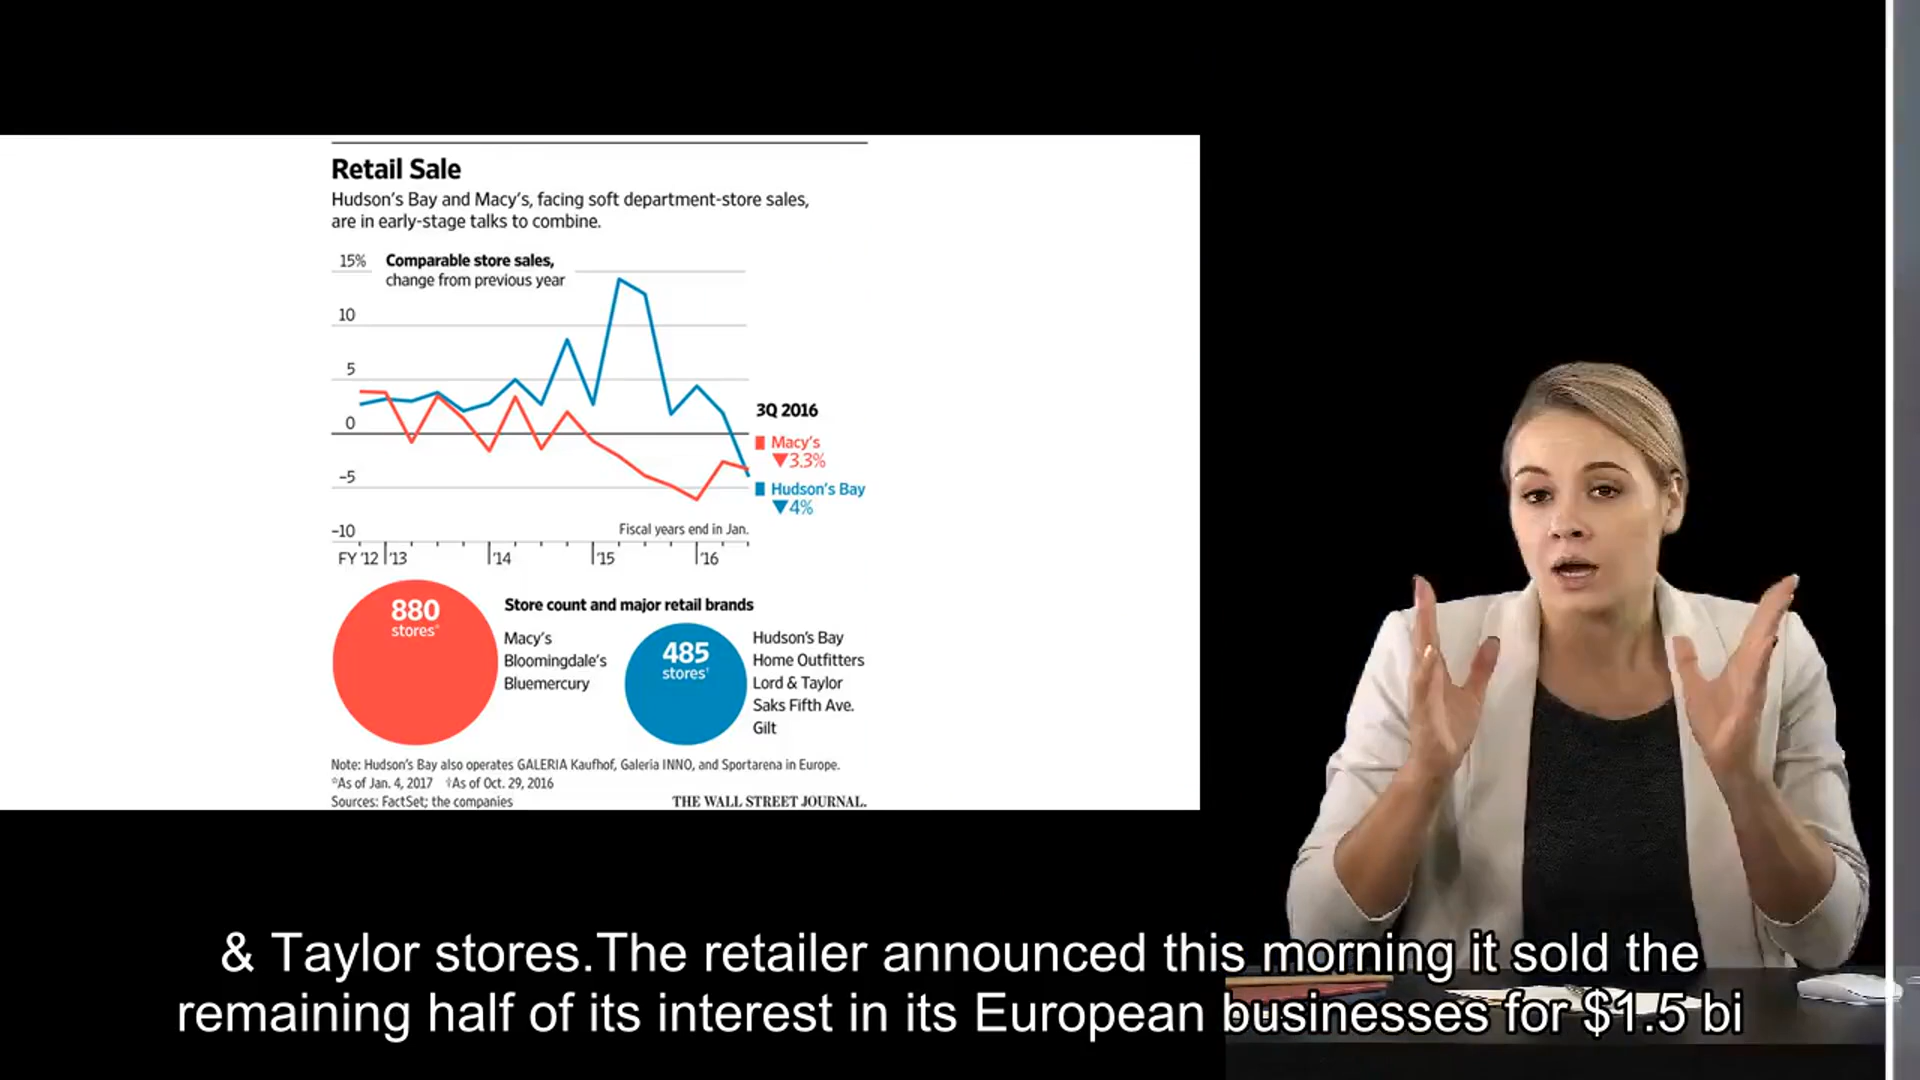 Retail Sale
Hudson's Bay and Macy's, facing soft department-store sales,
are in early-stage talks to combine.
15% Comparable store sales,
change from previous year
10
5
0
-5
-10
3Q 2016
Macy's
▼3.3%
Hudson's Bay
▼4%
Fiscal years end in Jan.
FY '12 '13 '14 '15 '16
880
stores*
Store count and major retail brands
Macy's
Bloomingdale's
Bluemercury
485
stores†
Hudson's Bay
Home Outfitters
Lord & Taylor
Saks Fifth Ave.
Gilt
Note: Hudson's Bay also operates GALERIA Kaufhof, Galeria INNO, and Sportarena in Europe.
*As of Jan. 4, 2017 †As of Oct. 29, 2016
Sources: FactSet; the companies
THE WALL STREET JOURNAL.
& Taylor stores.The retailer announced this morning it sold the
remaining half of its interest in its European businesses for $1.5 bi